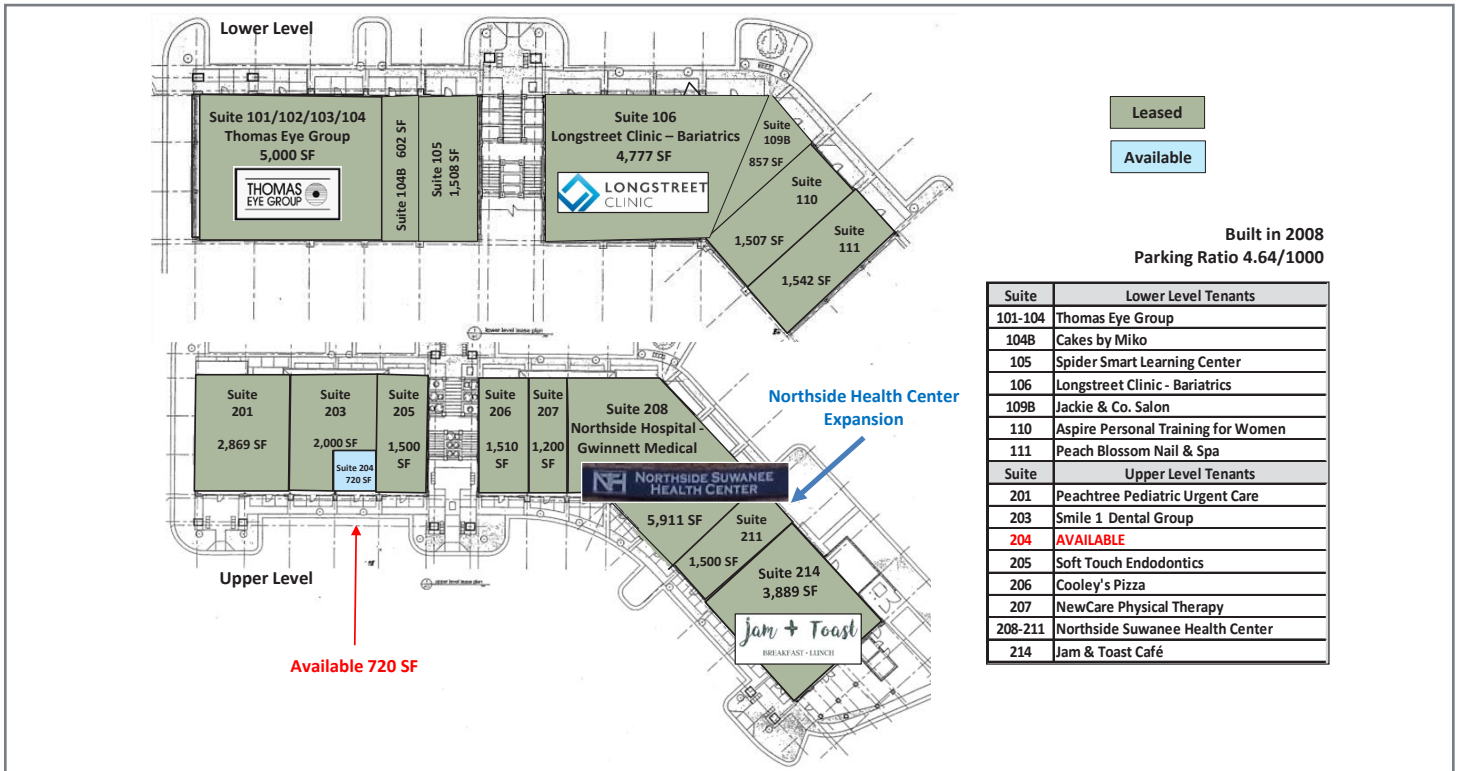 Lower Level
Suite 101/102/103/104
Thomas Eye Group
5,000 SF
THOMAS
EYE GROUP
Suite 104B 602 SF
Suite 105
1,508 SF
Suite 106
Longstreet Clinic – Bariatrics
4,777 SF
LONGSTREET
CLINIC
Suite
109B
857 SF
Suite
110
1,507 SF
Suite
111
1,542 SF
lower level lease plan
Leased
Available
Built in 2008
Parking Ratio 4.64/1000
Suite Lower Level Tenants
101-104 Thomas Eye Group
104B Cakes by Miko
105 Spider Smart Learning Center
106 Longstreet Clinic - Bariatrics
109B Jackie & Co. Salon
110 Aspire Personal Training for Women
111 Peach Blossom Nail & Spa
Suite Upper Level Tenants
201 Peachtree Pediatric Urgent Care
203 Smile 1 Dental Group
204 AVAILABLE
205 Soft Touch Endodontics
206 Cooley's Pizza
207 NewCare Physical Therapy
208-211 Northside Suwanee Health Center
214 Jam & Toast Café
Suite
201
2,869 SF
Suite
203
2,000 SF
Suite 204
720 SF
Suite
205
1,500
SF
Suite
206
1,510
SF
Suite
207
1,200
SF
Suite 208
Northside Hospital -
Gwinnett Medical
NORTHSIDE SUWANEE
HEALTH CENTER
5,911 SF
Suite
211
1,500 SF
Suite 214
3,889 SF
Jam + Toast
BREAKFAST • LUNCH
Northside Health Center
Expansion
upper level lease plan
Upper Level
Available 720 SF